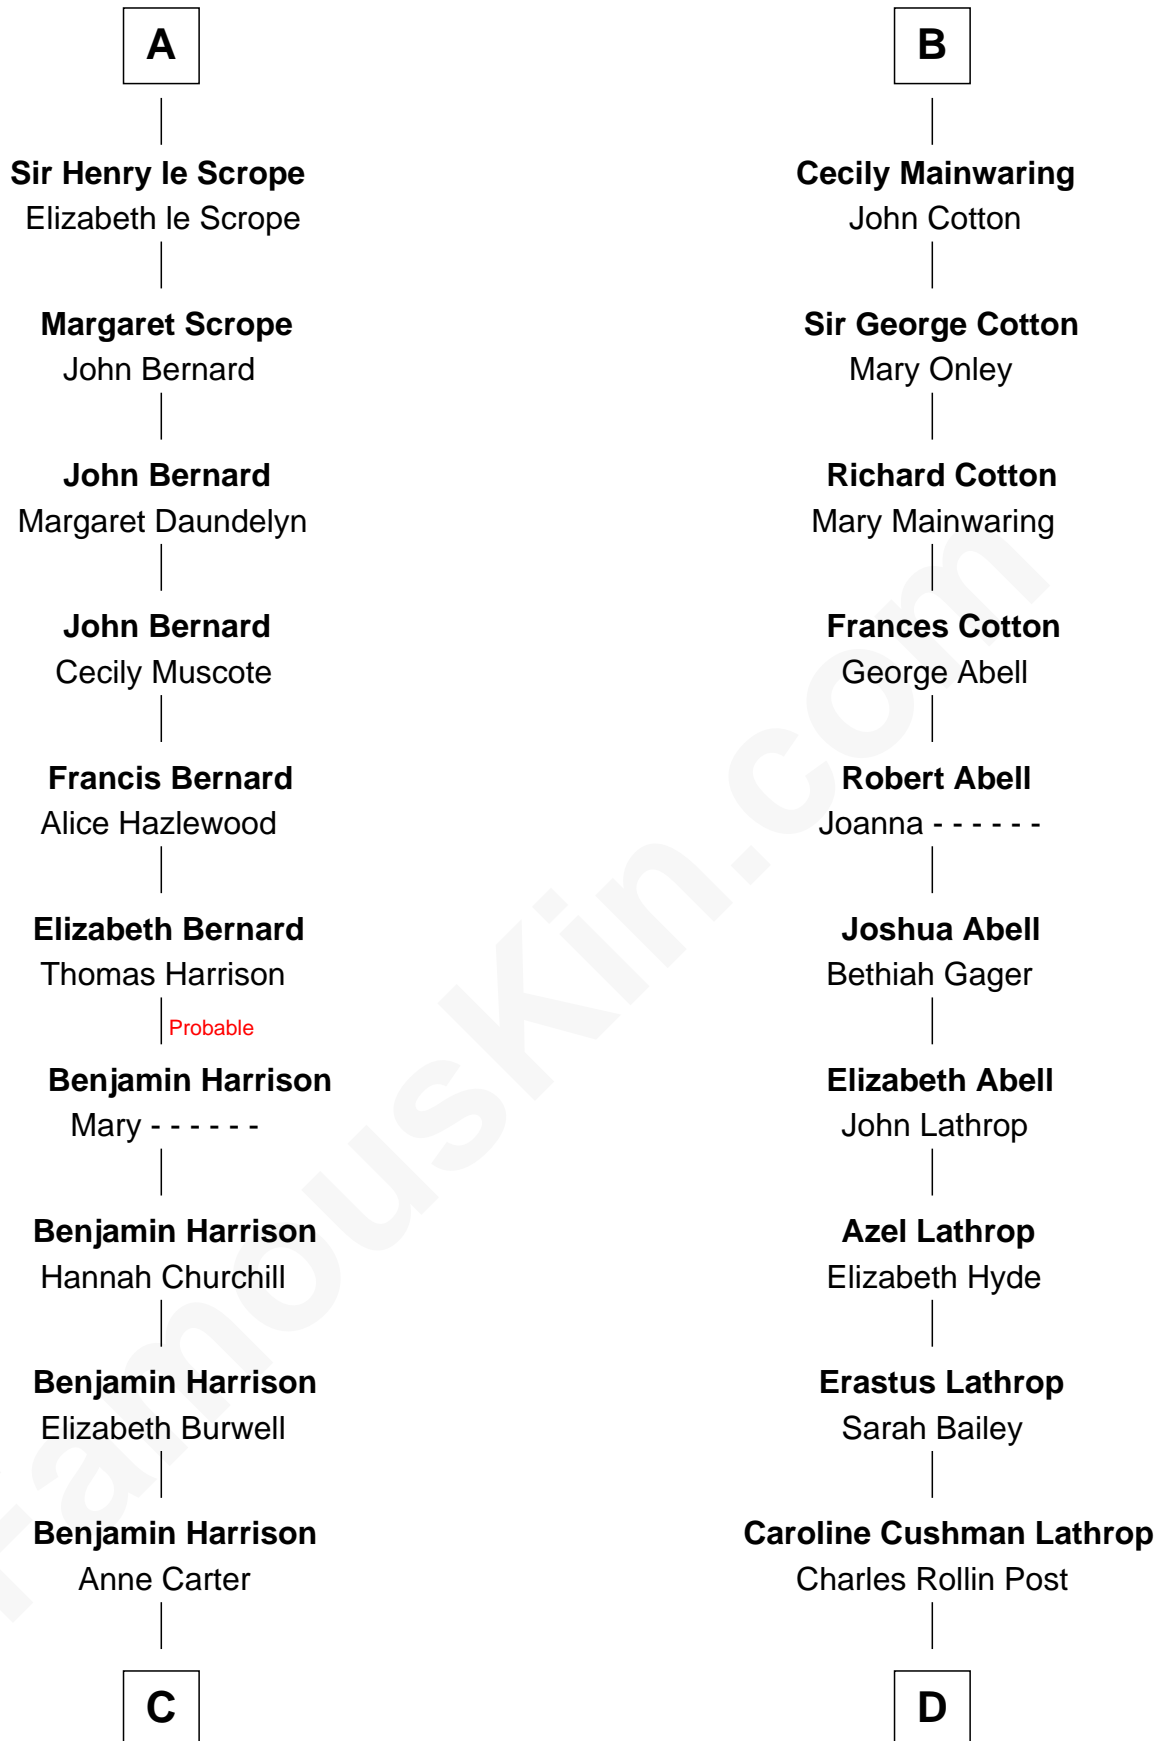 A
Sir Henry le Scrope
Elizabeth le Scrope
Margaret Scrope
John Bernard
John Bernard
Margaret Daundelyn
John Bernard
Cecily Muscote
Francis Bernard
Alice Hazlewood
Elizabeth Bernard
Thomas Harrison
Probable
Benjamin Harrison
Mary - - - - - -
Benjamin Harrison
Hannah Churchill
Benjamin Harrison
Elizabeth Burwell
Benjamin Harrison
Anne Carter
C
B
Cecily Mainwaring
John Cotton
Sir George Cotton
Mary Onley
Richard Cotton
Mary Mainwaring
Frances Cotton
George Abell
Robert Abell
Joanna - - - - - -
Joshua Abell
Bethiah Gager
Elizabeth Abell
John Lathrop
Azel Lathrop
Elizabeth Hyde
Erastus Lathrop
Sarah Bailey
Caroline Cushman Lathrop
Charles Rollin Post
D
FamousKin.com